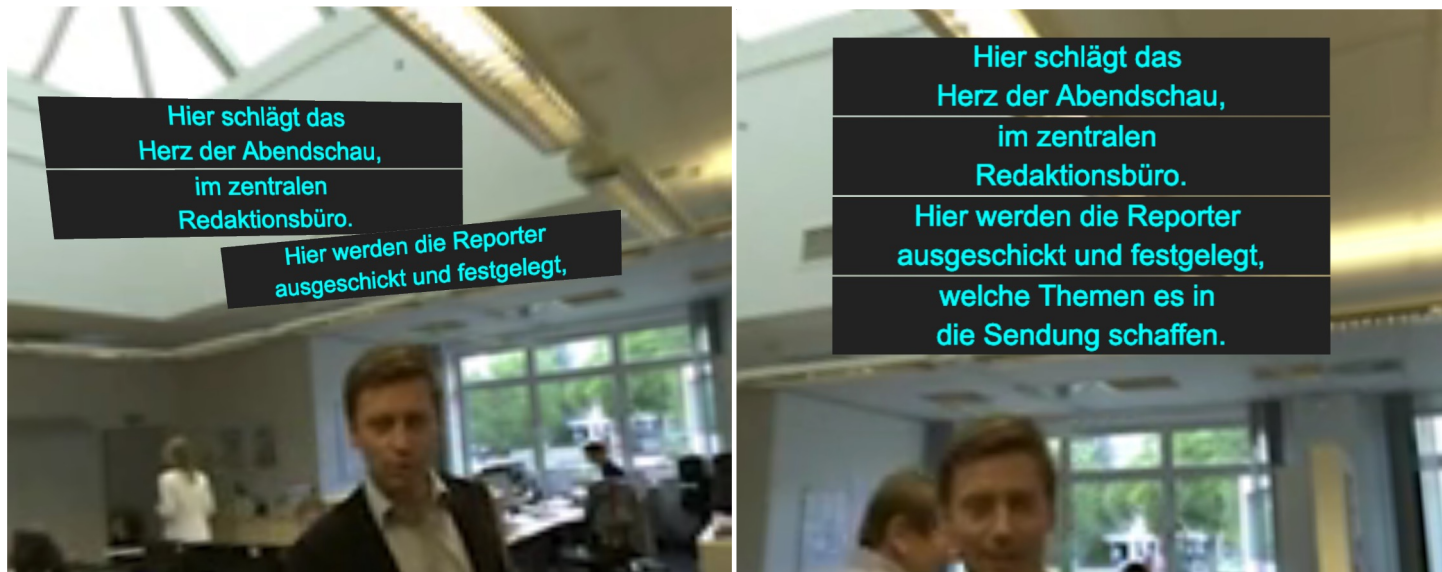 Hier schlägt das
Herz der Abendschau,
im zentralen
Redaktionsbüro.
Hier werden die Reporter
ausgeschickt und festgelegt,
Hier schlägt das
Herz der Abendschau,
im zentralen
Redaktionsbüro.
Hier werden die Reporter
ausgeschickt und festgelegt,
welche Themen es in
die Sendung schaffen.